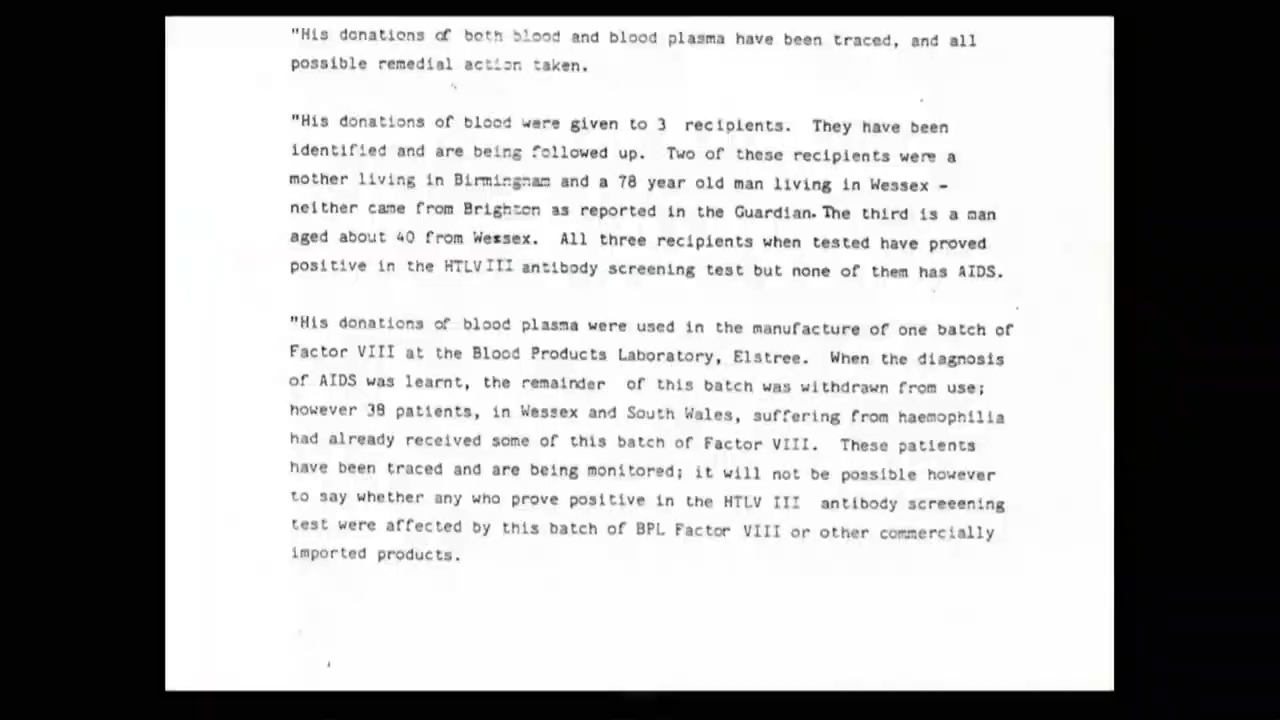 "His donations of both blood and blood plasma have been traced, and all
possible remedial action taken.
"His donations of blood were given to 3 recipients. They have been
identified and are being followed up. Two of these recipients were a
mother living in Birmingham and a 78 year old man living in Wessex -
neither came from Brighton as reported in the Guardian. The third is a man
aged about 40 from Wessex. All three recipients when tested have proved
positive in the HTLVIII antibody screening test but none of them has AIDS.
"His donations of blood plasma were used in the manufacture of one batch of
Factor VIII at the Blood Products Laboratory, Elstree. When the diagnosis
of AIDS was learnt, the remainder of this batch was withdrawn from use;
however 38 patients, in Wessex and South Wales, suffering from haemophilia
had already received some of this batch of Factor VIII. These patients
have been traced and are being monitored; it will not be possible however
to say whether any who prove positive in the HTLV III antibody screeening
test were affected by this batch of BPL Factor VIII or other commercially
imported products.